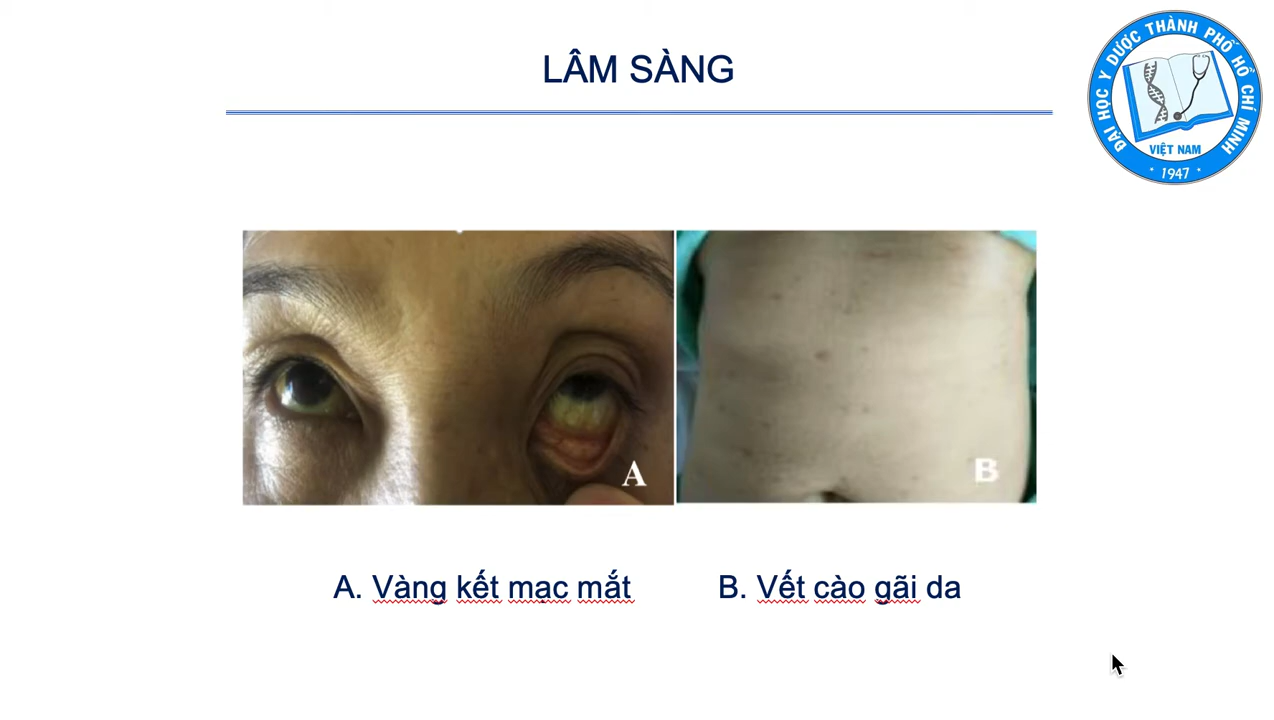 LÂM SÀNG
ĐẠI HỌC Y DƯỢC THÀNH PHỐ HỒ CHÍ MINH
VIỆT NAM
1947
A
B
A. Vàng kết mạc mắt
B. Vết cào gãi da